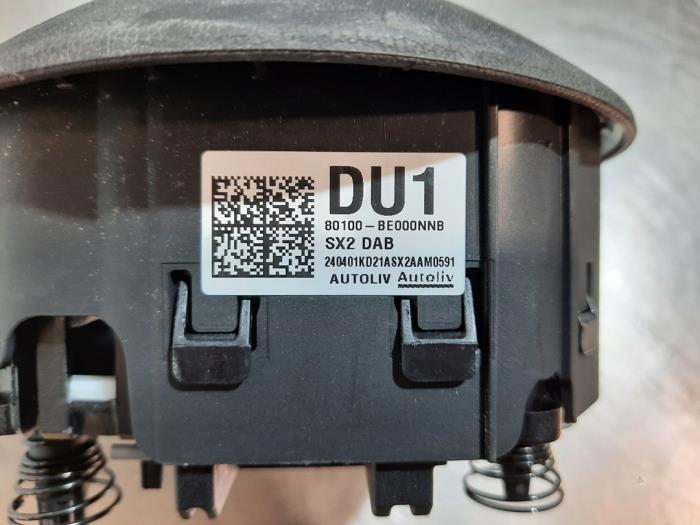 DU1
80100-BE000NNB
SX2 DAB
240401KD21ASX2AAM0591
AUTOLIV Autoliv